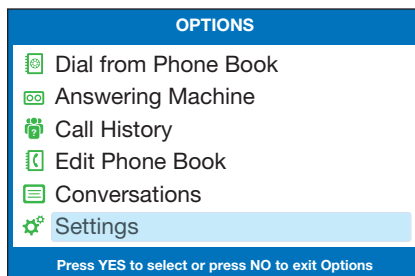 OPTIONS
Dial from Phone Book
Answering Machine
Call History
Edit Phone Book
Conversations
Settings
Press YES to select or press NO to exit Options